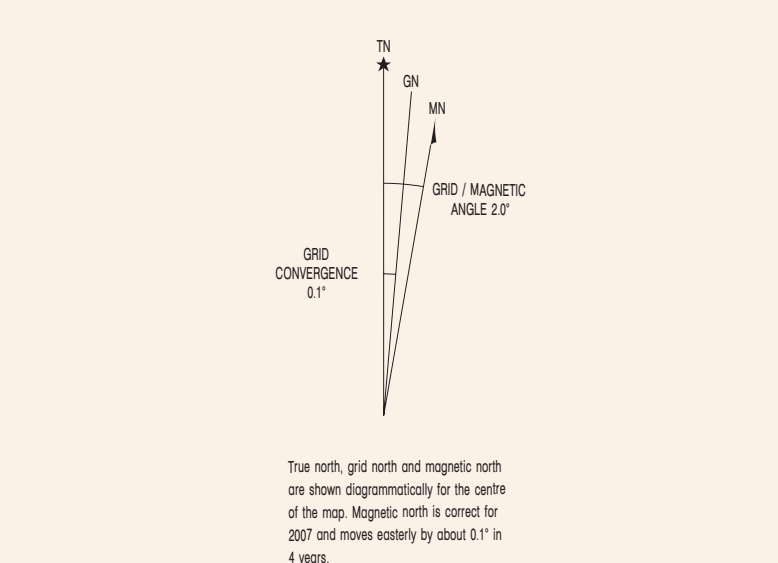 TN
GN
MN
GRID / MAGNETIC
ANGLE 2.0°
GRID
CONVERGENCE
0.1°
True north, grid north and magnetic north
are shown diagrammatically for the centre
of the map. Magnetic north is correct for
2007 and moves easterly by about 0.1° in
4 years.